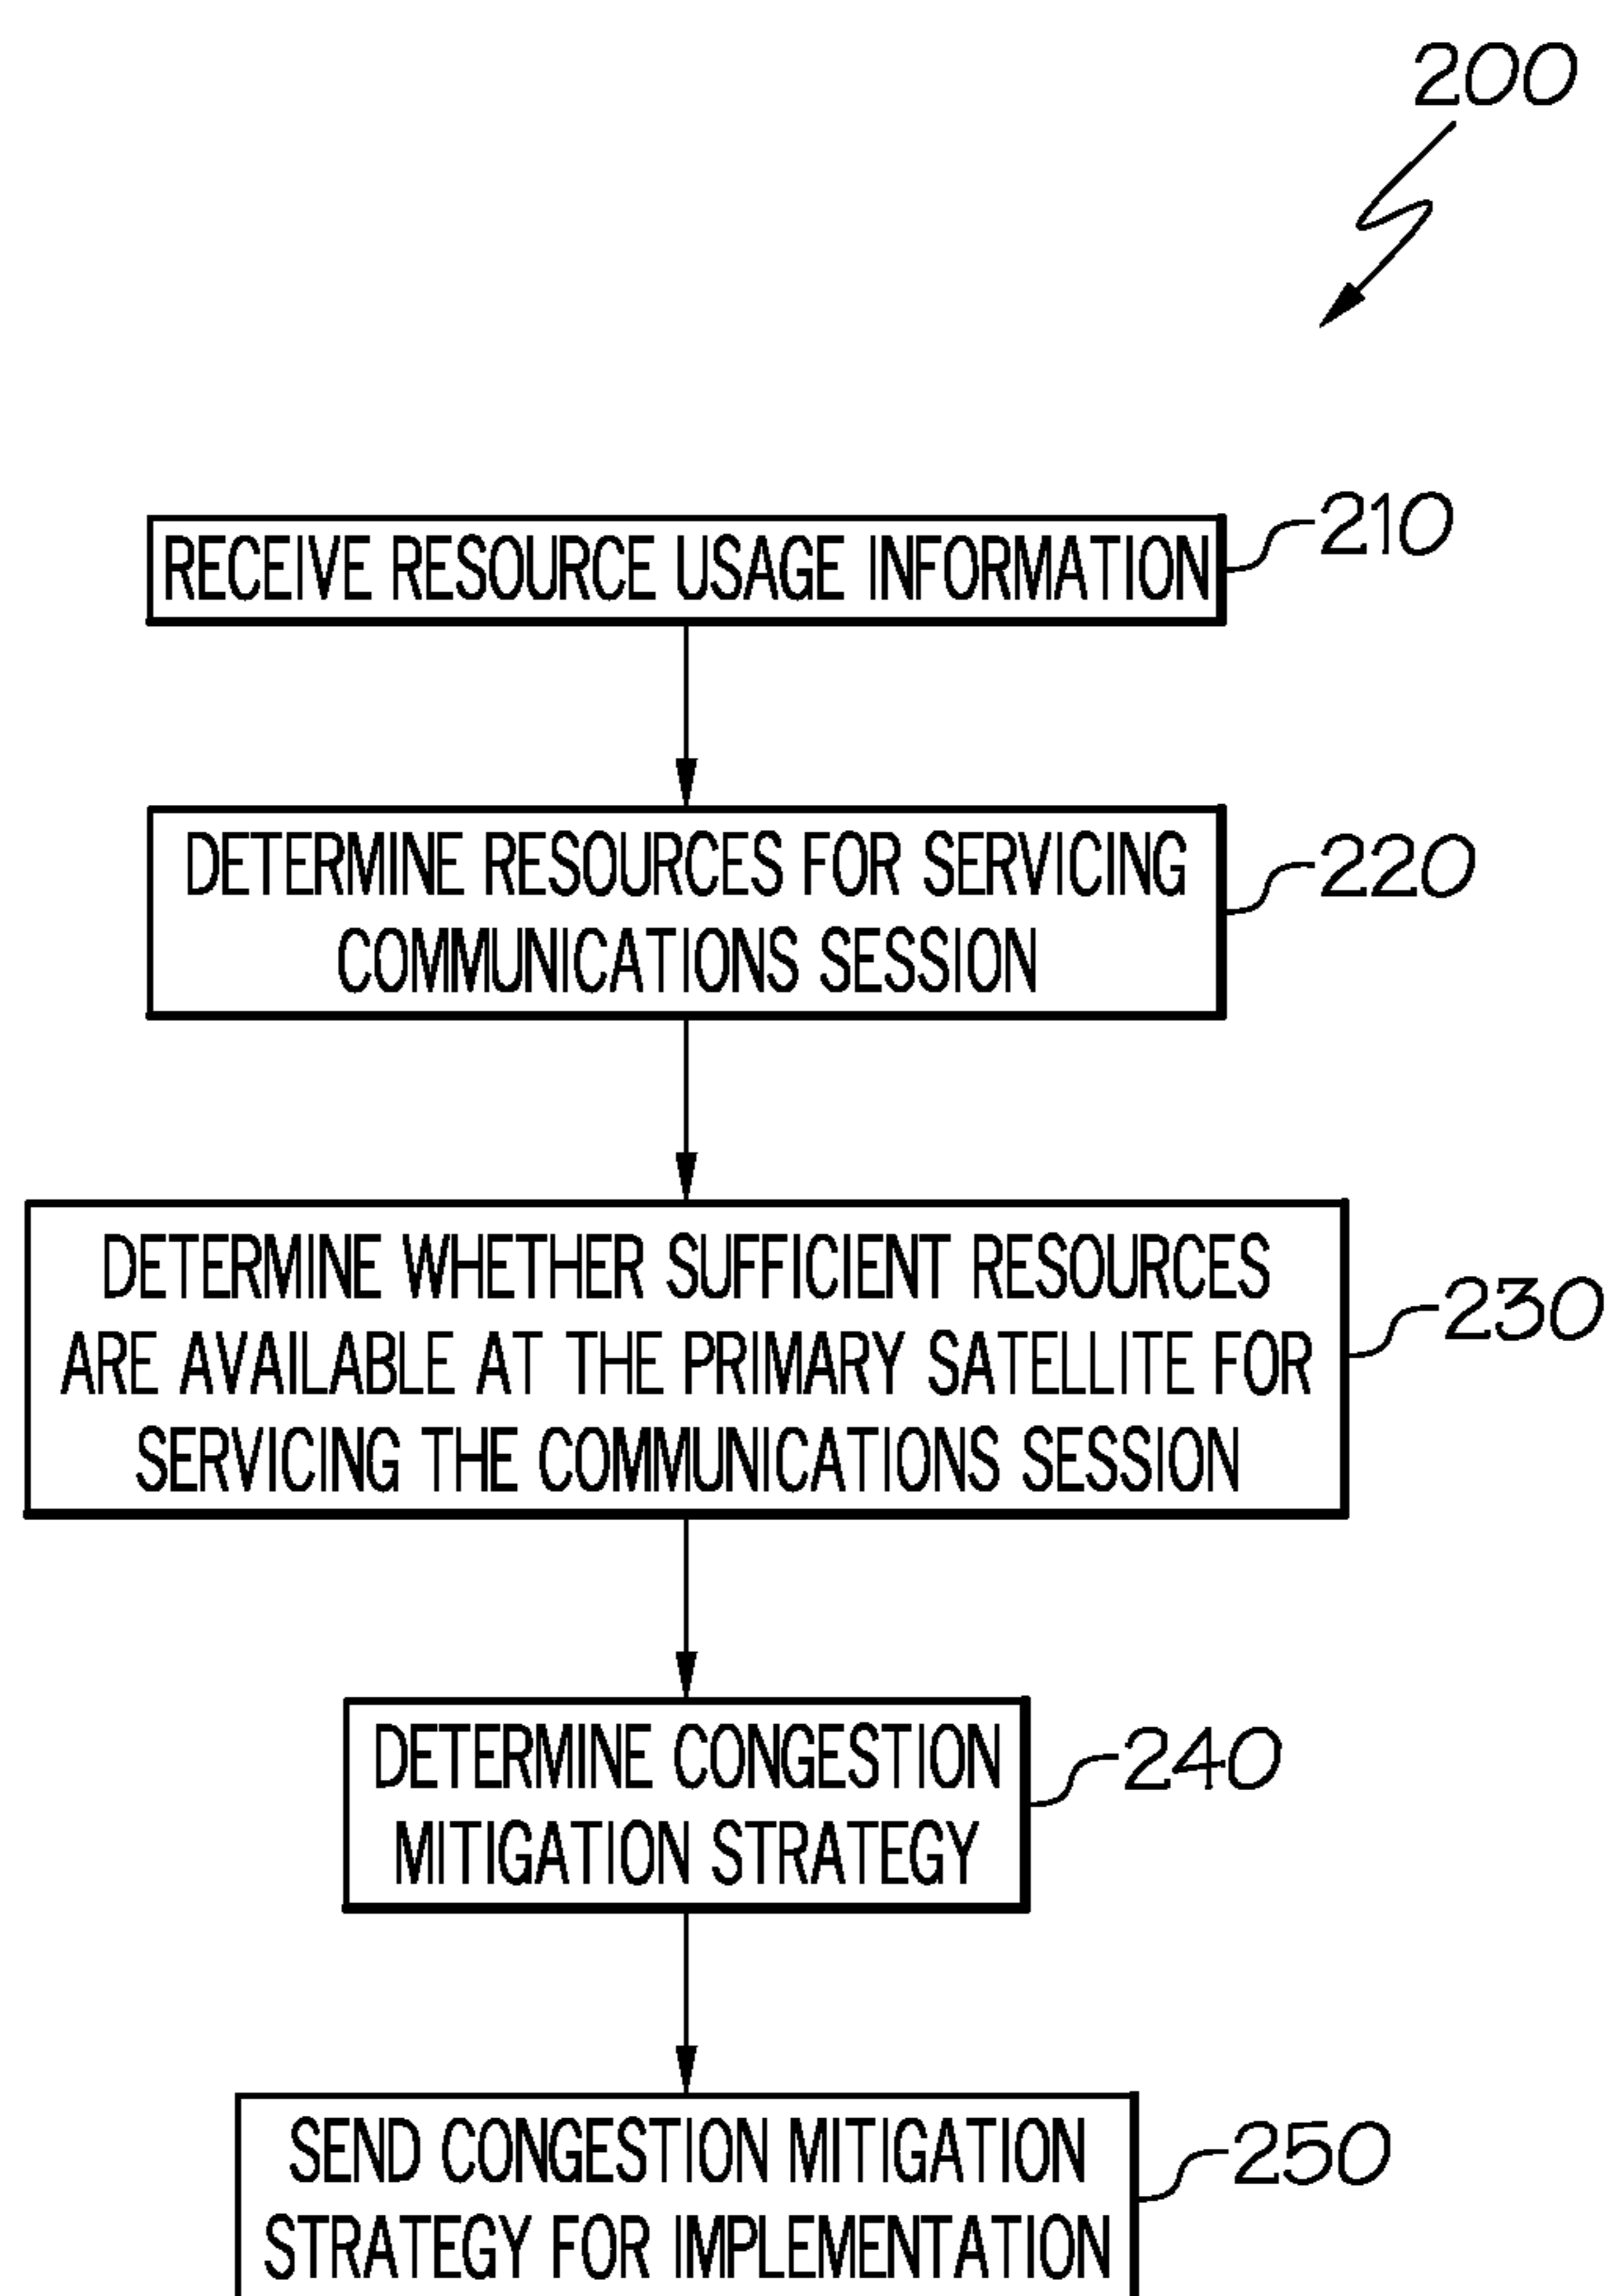 200
RECEIVE RESOURCE USAGE INFORMATION
210
DETERMINE RESOURCES FOR SERVICING
COMMUNICATIONS SESSION
220
DETERMINE WHETHER SUFFICIENT RESOURCES
ARE AVAILABLE AT THE PRIMARY SATELLITE FOR
SERVICING THE COMMUNICATIONS SESSION
230
DETERMINE CONGESTION
MITIGATION STRATEGY
240
SEND CONGESTION MITIGATION
STRATEGY FOR IMPLEMENTATION
250